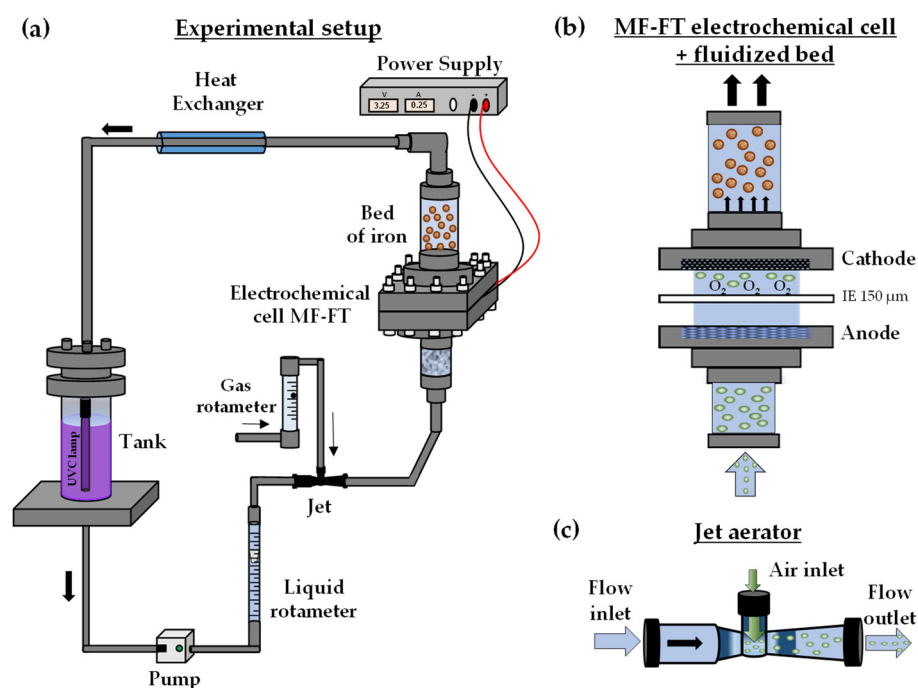 (a)
Experimental setup
Power Supply
V
A
-
+
3.25
0.25
Heat
Exchanger
Bed
of iron
Electrochemical
cell MF-FT
Gas
rotameter
UVC lamp
Tank
Jet
Liquid
rotameter
Pump
(b)
MF-FT electrochemical cell
+ fluidized bed
Cathode
O2 O2 O2
IE 150 µm
Anode
(c)
Jet aerator
Air inlet
Flow
inlet
Flow
outlet